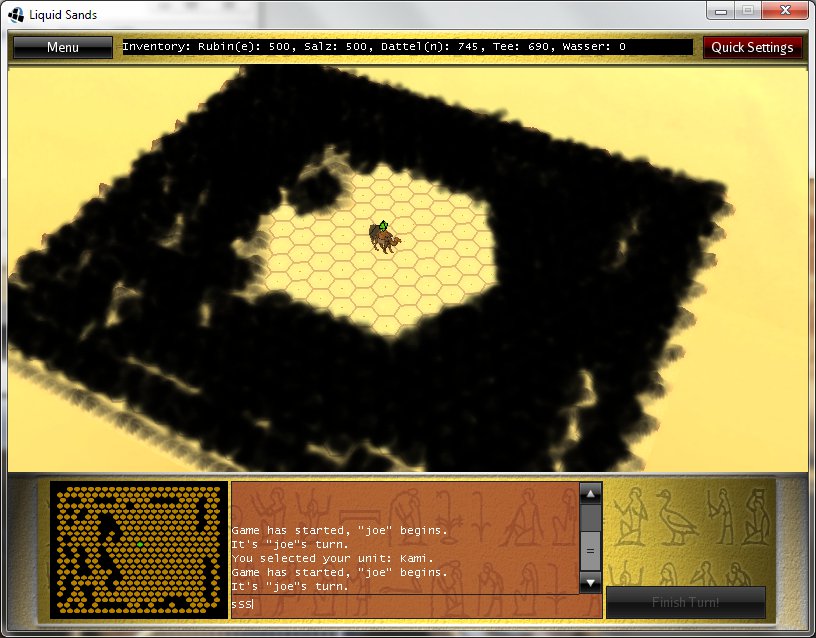 Liquid Sands
Menu
Inventory: Rubin(e): 500, Salz: 500, Dattel(n): 745, Tee: 690, Wasser: 0
Quick Settings
Game has started, "joe" begins.
It's "joe"s turn.
You selected your unit: Kami.
Game has started, "joe" begins.
It's "joe"s turn.
sss
Finish Turn!